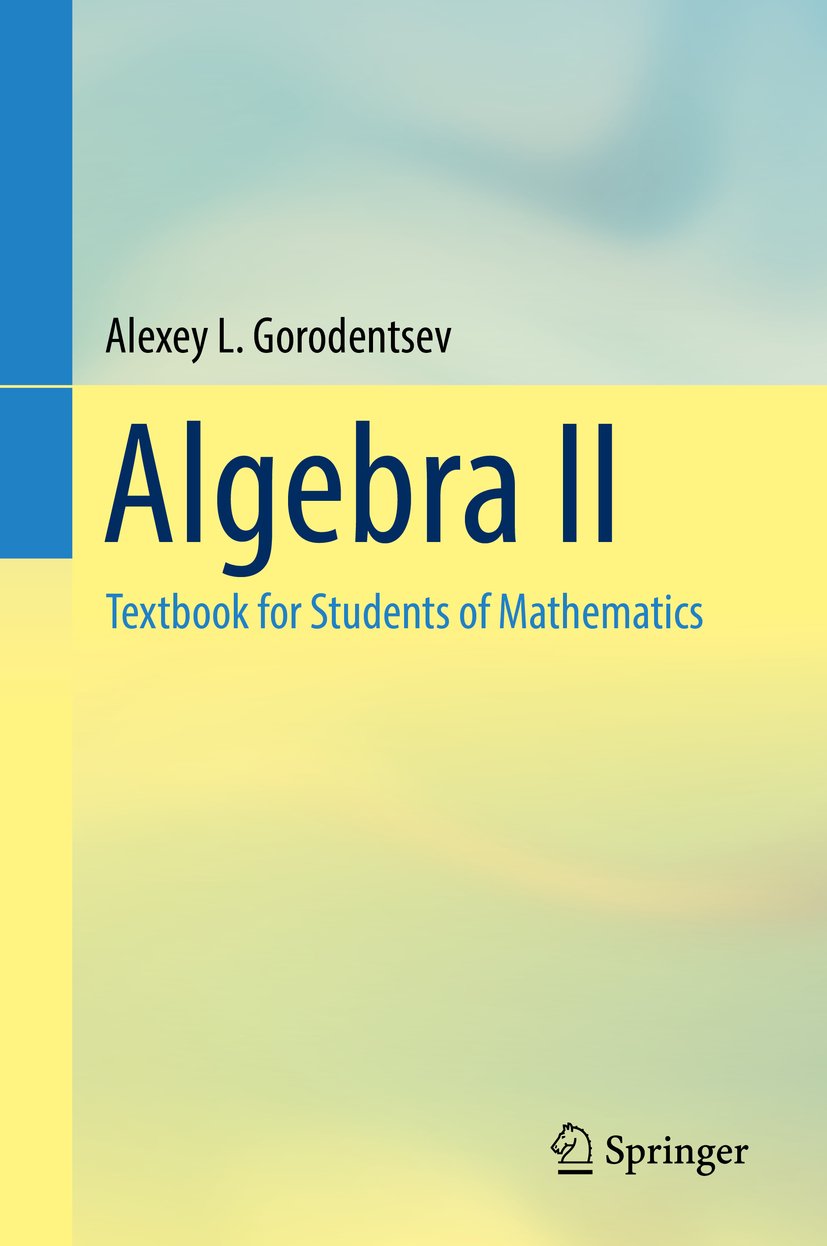 Alexey L. Gorodentsev
Algebra II
Textbook for Students of Mathematics
Springer